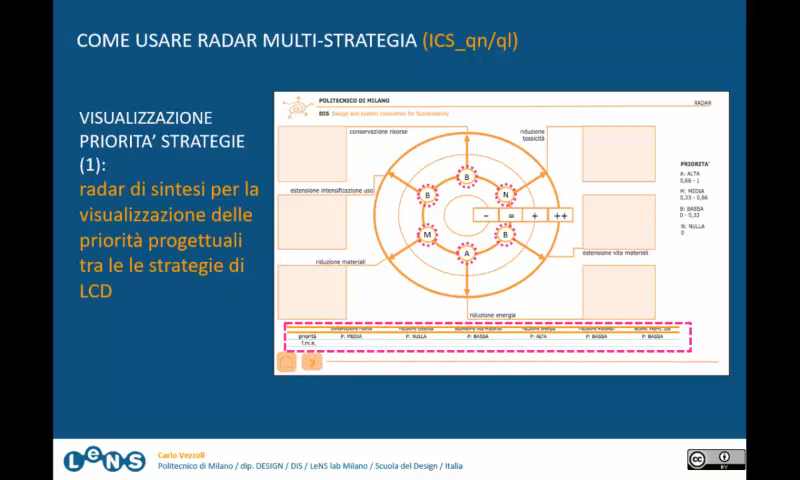 COME USARE RADAR MULTI-STRATEGIA (ICS_qn/ql)
VISUALIZZAZIONE
PRIORITA’ STRATEGIE
(1):
radar di sintesi per la
visualizzazione delle
priorità progettuali
tra le le strategie di
LCD
POLITECNICO DI MILANO
DIS Design and system Innovation for Sustainability
RADAR
conservazione risorse
riduzione
tossicità
estensione intensificazione uso
B
B
N
- = + ++
M
B
A
riduzione materiali
estensione vita materiali
riduzione energia
PRIORITA'
A: ALTA
0,66 - 1
M: MEDIA
0,33 - 0,66
B: BASSA
0 - 0,33
N: NULLA
0
priorità P: MEDIA P: NULLA P: BASSA P: ALTA P: BASSA P: BASSA
f.m.s.
?
LeNS
Carlo Vezzoli
Politecnico di Milano / dip. DESIGN / DIS / LeNS lab Milano / Scuola del Design / Italia
cc
BY